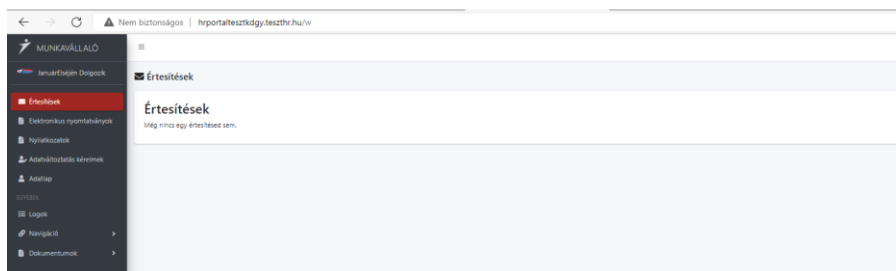 Nem biztonságos | hrportaltesztkdgy.teszthr.hu/w
MUNKAVÁLLALÓ
JanuárElsején Dolgozik
Értesítések
Értesítések
Értesítések
Még nincs egy értesítésed sem.
Elektronikus nyomtatványok
Nyilatkozatok
Adatváltoztatás kérelmek
Adatlap
EGYEBEK
Logok
Navigáció
Dokumentumok